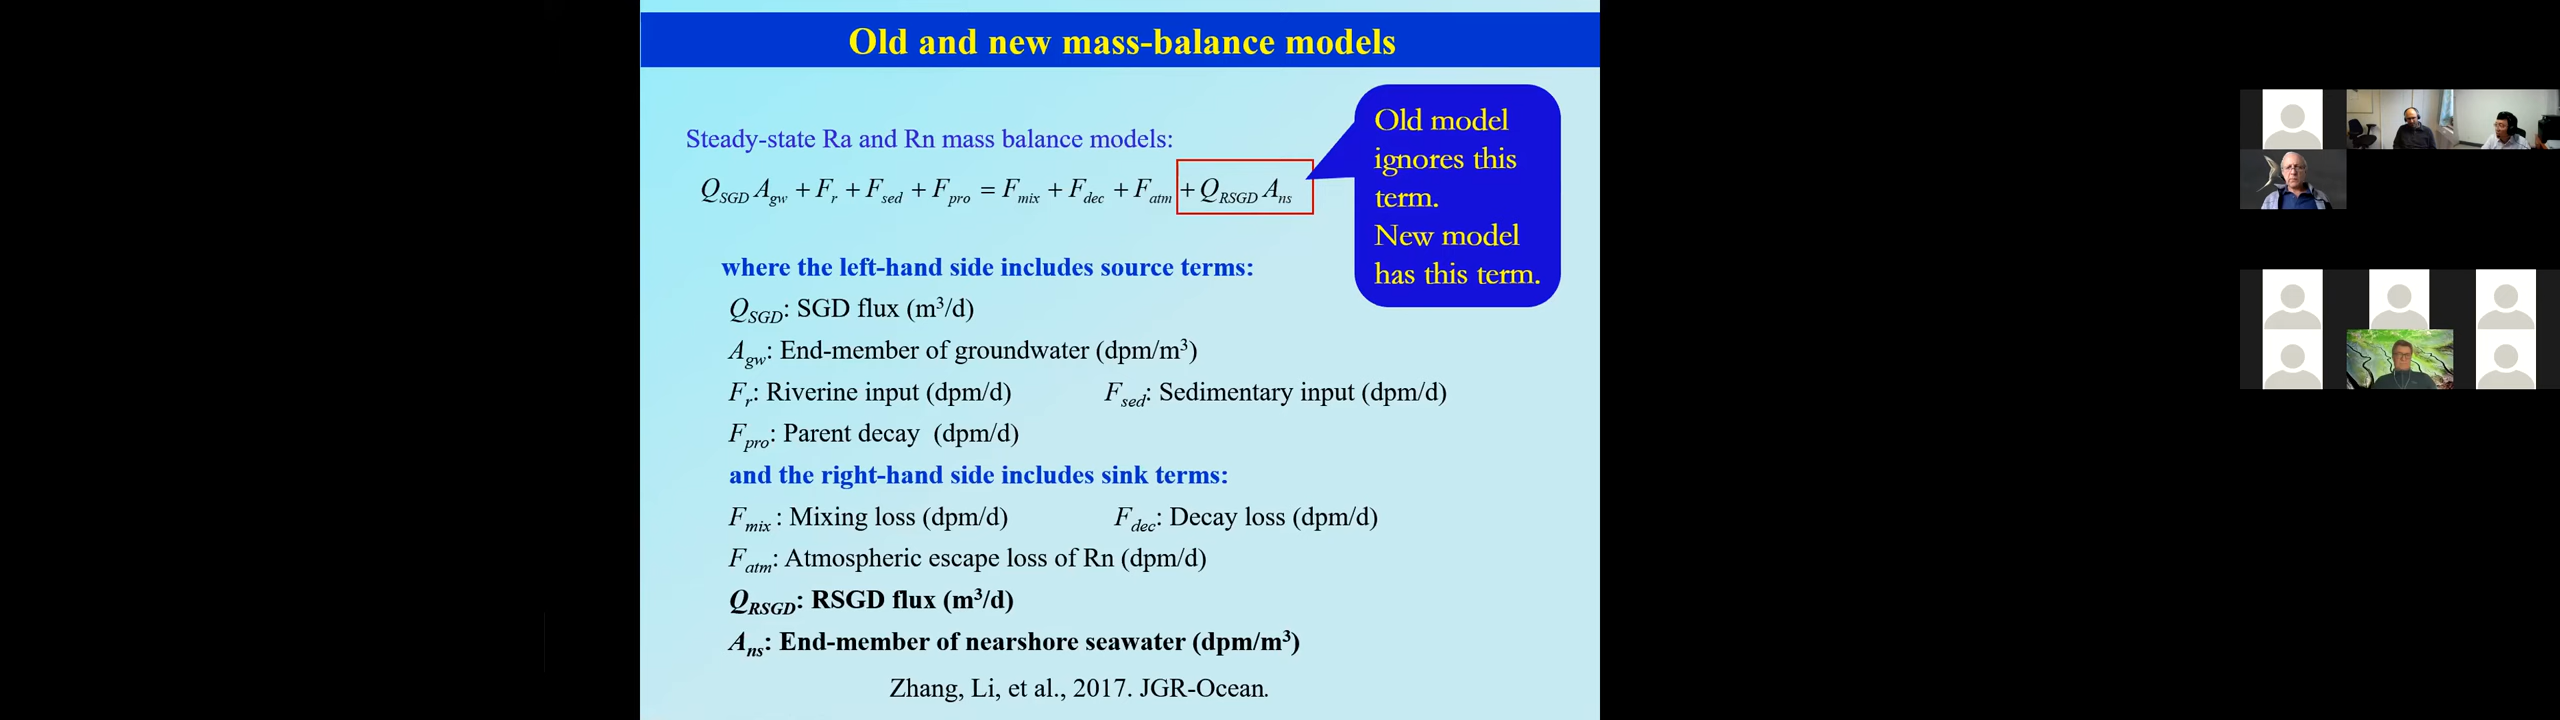 Old and new mass-balance models
Steady-state Ra and Rn mass balance models:
Q_SGD A_gw + F_r + F_sed + F_pro = F_mix + F_dec + F_atm + Q_RSGD A_ns
Old model
ignores this
term.
New model
has this term.
where the left-hand side includes source terms:
Q_SGD: SGD flux (m³/d)
A_gw: End-member of groundwater (dpm/m³)
F_r: Riverine input (dpm/d) F_sed: Sedimentary input (dpm/d)
F_pro: Parent decay (dpm/d)
and the right-hand side includes sink terms:
F_mix : Mixing loss (dpm/d) F_dec: Decay loss (dpm/d)
F_atm: Atmospheric escape loss of Rn (dpm/d)
Q_RSGD: RSGD flux (m³/d)
A_ns: End-member of nearshore seawater (dpm/m³)
Zhang, Li, et al., 2017. JGR-Ocean.